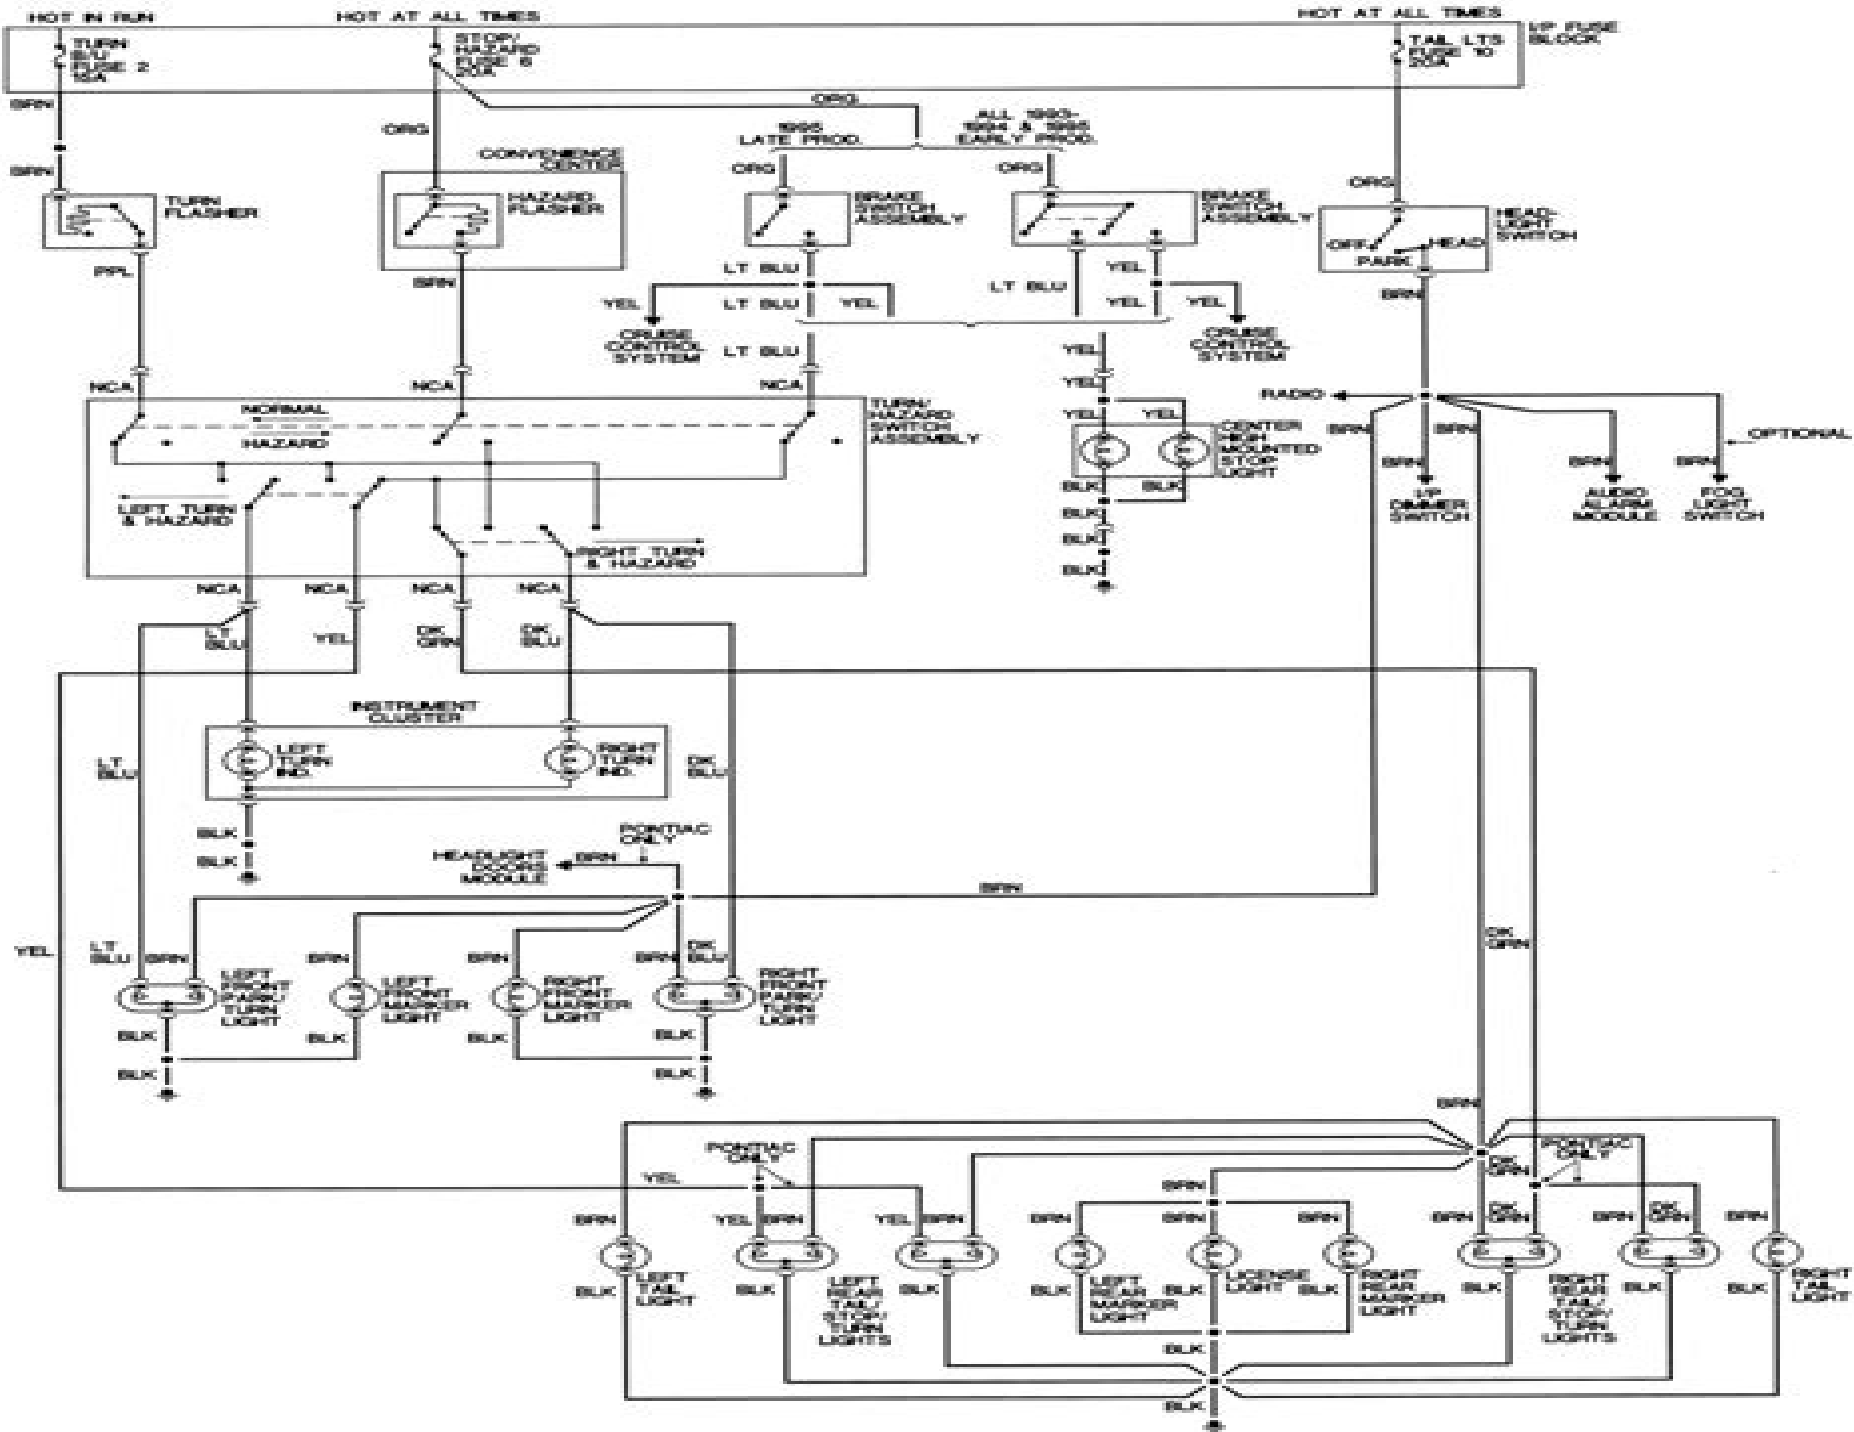 HOT IN RUN
HOT AT ALL TIMES
HOT AT ALL TIMES
TURN
B/U
FUSE 2
15A
STOP/
HAZARD
FUSE 6
20A
TAIL LTS
FUSE 10
20A
I/P FUSE
BLOCK
BRN
ORG
ORG
1995
LATE PROD.
ALL 1993-
1994 & 1995
EARLY PROD.
BRN
CONVENIENCE
CENTER
ORG
ORG
ORG
TURN
FLASHER
HAZARD
FLASHER
BRAKE
SWITCH
ASSEMBLY
BRAKE
SWITCH
ASSEMBLY
HEAD-
LIGHT
SWITCH
OFF
HEAD
PARK
PPL
BRN
LT BLU
YEL
LT BLU
YEL
LT BLU
YEL
YEL
YEL
BRN
CRUISE
CONTROL
SYSTEM
CRUISE
CONTROL
SYSTEM
LT BLU
YEL
NCA
NCA
NCA
YEL
RADIO
NORMAL
HAZARD
TURN/
HAZARD
SWITCH
ASSEMBLY
YEL
YEL
CENTER
HIGH
MOUNTED
STOP
LIGHT
BRN
BRN
OPTIONAL
BRN
BRN
BRN
LEFT TURN
& HAZARD
BLK
BLK
BLK
BLK
BLK
I/P
DIMMER
SWITCH
AUDIO
ALARM
MODULE
FOG
LIGHT
SWITCH
RIGHT TURN
& HAZARD
NCA
NCA
NCA
NCA
LT
BLU
YEL
DK
GRN
DK
BLU
INSTRUMENT
CLUSTER
LEFT
TURN
IND.
RIGHT
TURN
IND.
LT
BLU
DK
BLU
BLK
BLK
PONTIAC
ONLY
HEADLIGHT
DOORS
MODULE
BRN
BRN
YEL
LT
BLU
BRN
BRN
BRN
BRN
DK
BLU
DK
GRN
LEFT
FRONT
PARK/
TURN
LIGHT
LEFT
FRONT
MARKER
LIGHT
RIGHT
FRONT
MARKER
LIGHT
RIGHT
FRONT
PARK/
TURN
LIGHT
BLK
BLK
BLK
BLK
BLK
BLK
BRN
PONTIAC
ONLY
PONTIAC
ONLY
YEL
BRN
DK
GRN
BRN
YEL
BRN
YEL
BRN
BRN
BRN
BRN
BRN
DK
GRN
BRN
DK
GRN
BRN
LEFT
TAIL
LIGHT
LEFT
REAR
TAIL/
STOP/
TURN
LIGHTS
LEFT
REAR
MARKER
LIGHT
LICENSE
LIGHT
RIGHT
REAR
MARKER
LIGHT
RIGHT
REAR
TAIL/
STOP/
TURN
LIGHTS
RIGHT
TAIL
LIGHT
BLK
BLK
BLK
BLK
BLK
BLK
BLK
BLK
BLK
BLK
BLK